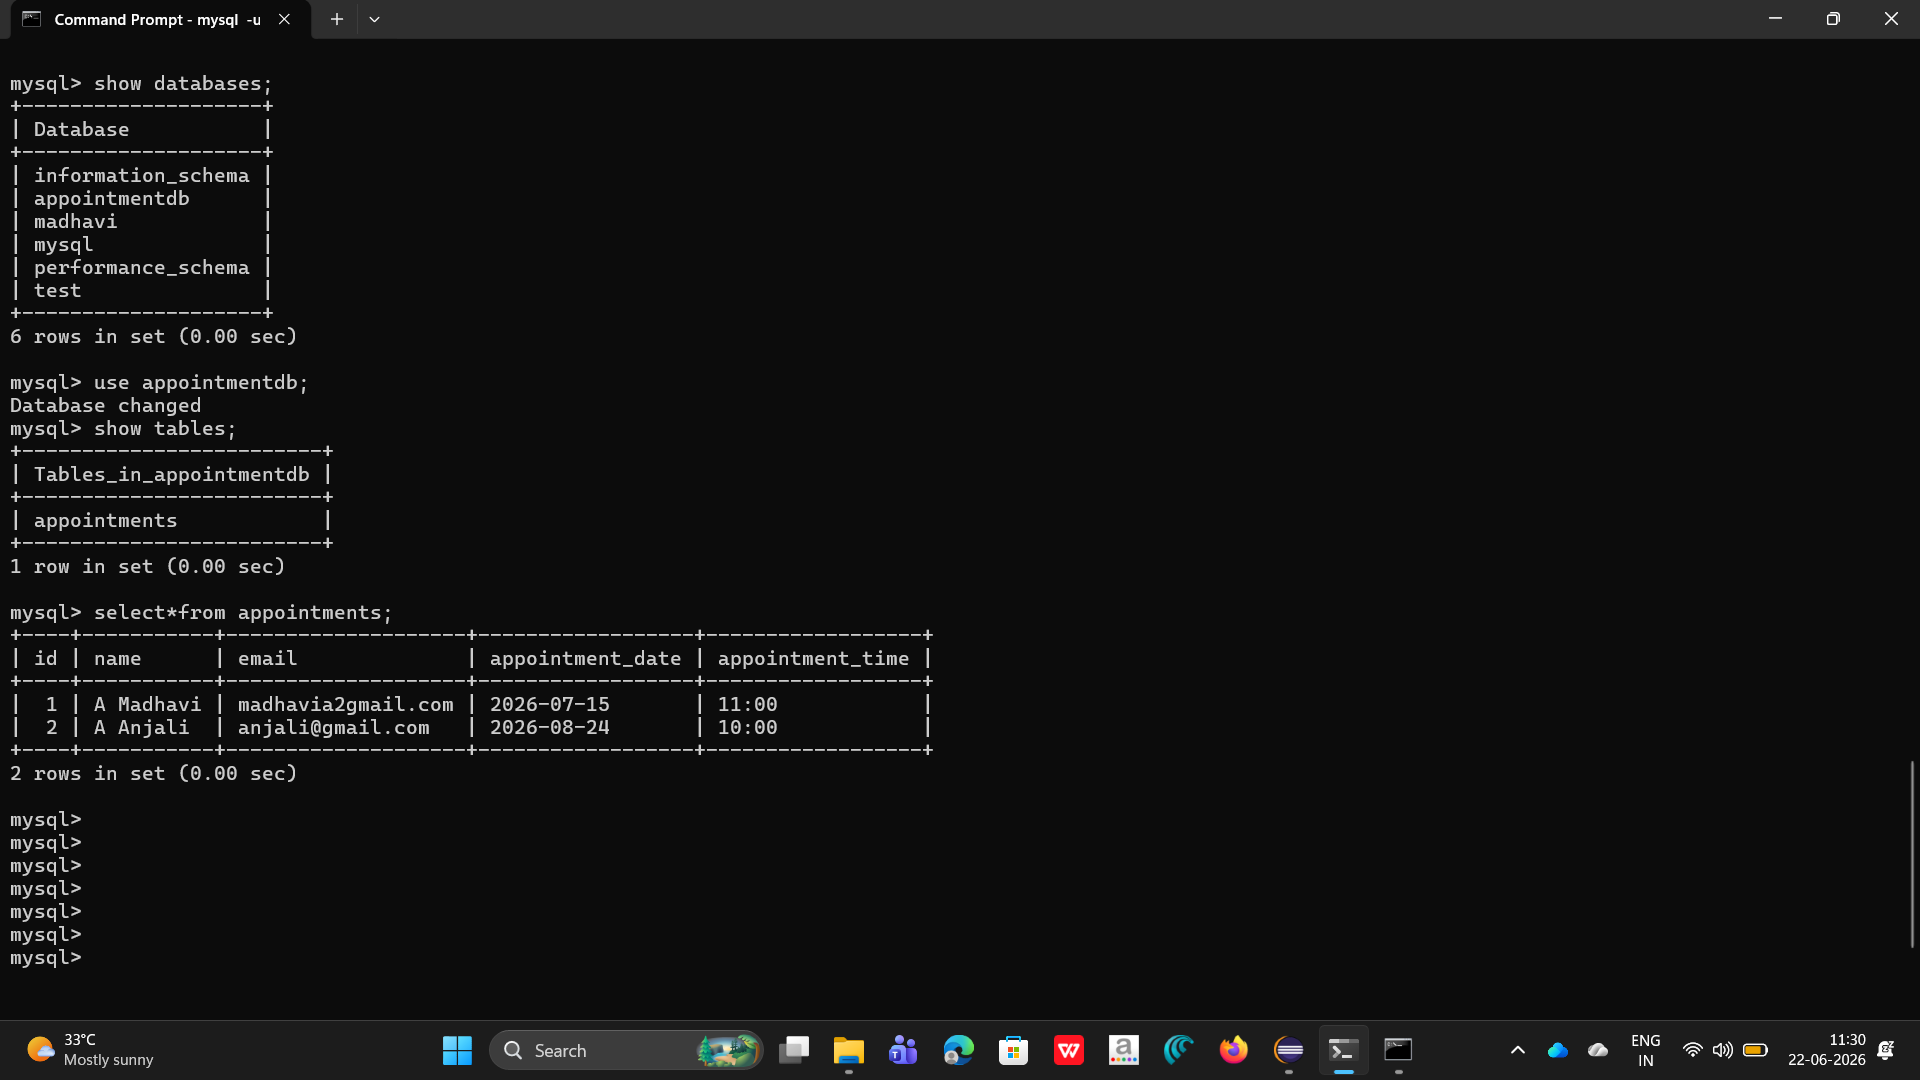 Command Prompt - mysql -u
mysql> show databases;
+--------------------+
| Database           |
+--------------------+
| information_schema |
| appointmentdb      |
| madhavi            |
| mysql              |
| performance_schema |
| test               |
+--------------------+
6 rows in set (0.00 sec)
mysql> use appointmentdb;
Database changed
mysql> show tables;
+-------------------------+
| Tables_in_appointmentdb |
+-------------------------+
| appointments            |
+-------------------------+
1 row in set (0.00 sec)
mysql> select*from appointments;
+----+-----------+--------------------+------------------+------------------+
| id | name      | email              | appointment_date | appointment_time |
+----+-----------+--------------------+------------------+------------------+
|  1 | A Madhavi | madhavia2gmail.com | 2026-07-15       | 11:00            |
|  2 | A Anjali  | anjali@gmail.com   | 2026-08-24       | 10:00            |
+----+-----------+--------------------+------------------+------------------+
2 rows in set (0.00 sec)
mysql>
mysql>
mysql>
mysql>
mysql>
mysql>
mysql>
33°C
Mostly sunny
Search
ENG
IN
11:30
22-06-2026